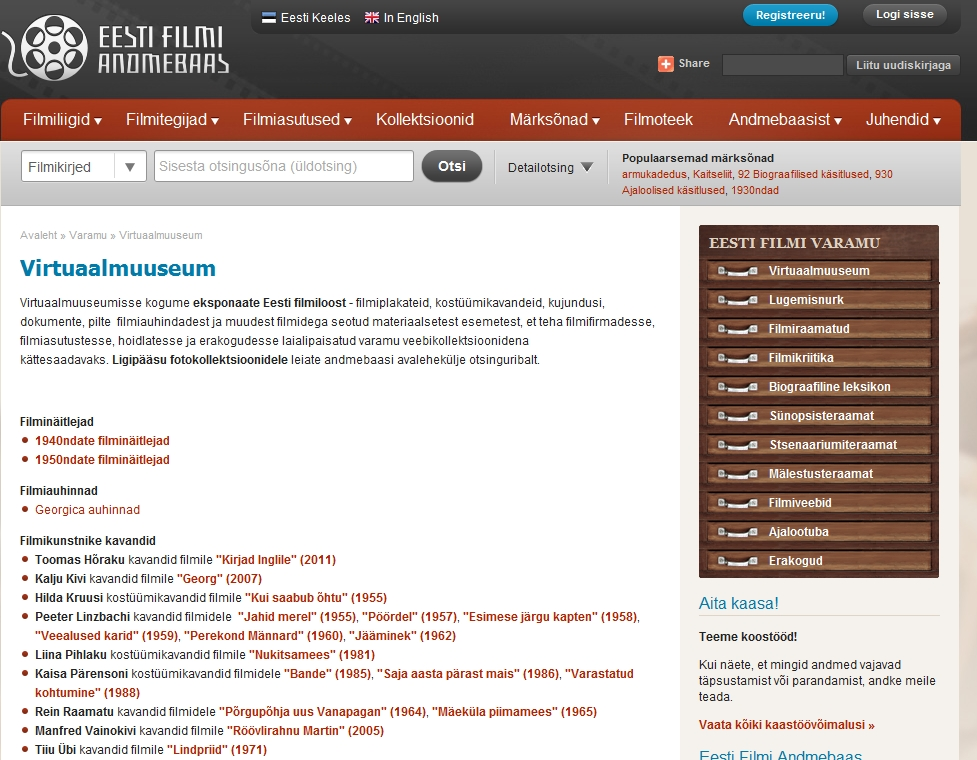 Eesti Keeles In English
Registreeru! Logi sisse
EESTI FILMI
ANDMEBAAS
Share Liitu uudiskirjaga
Filmiliigid Filmitegijad Filmiasutused Kollektsioonid Märksõnad Filmoteek Andmebaasist Juhendid
Filmikirjed Sisesta otsingusõna (üldotsing) Otsi Detailotsing
Populaarsemad märksõnad
armukadedus, Kaitseliit, 92 Biograafilised käsitlused, 930
Ajaloolised käsitlused, 1930ndad
Avaleht » Varamu » Virtuaalmuuseum
Virtuaalmuuseum
Virtuaalmuuseumisse kogume eksponaate Eesti filmiloost - filmiplakateid, kostüümikavandeid, kujundusi,
dokumente, pilte filmiauhindadest ja muudest filmidega seotud materiaalsetest esemetest, et teha filmifirmadesse,
filmiasutustesse, hoidlatesse ja erakogudesse laialipaisatud varamu veebikollektsioonidena
kättesaadavaks. Ligipääsu fotokollektsioonidele leiate andmebaasi avalehekülje otsinguribalt.
Filminäitlejad
1940ndate filminäitlejad
1950ndate filminäitlejad
Filmiauhinnad
Georgica auhinnad
Filmikunstnike kavandid
Toomas Hõraku kavandid filmile "Kirjad Inglile" (2011)
Kalju Kivi kavandid filmile "Georg" (2007)
Hilda Kruusi kostüümikavandid filmile "Kui saabub õhtu" (1955)
Peeter Linzbachi kavandid filmidele "Jahid merel" (1955), "Pöördel" (1957), "Esimese järgu kapten" (1958),
"Veealused karid" (1959), "Perekond Männard" (1960), "Jääminek" (1962)
Liina Pihlaku kostüümikavandid filmile "Nukitsamees" (1981)
Kaisa Pärensoni kostüümikavandid filmidele "Bande" (1985), "Saja aasta pärast mais" (1986), "Varastatud
kohtumine" (1988)
Rein Raamatu kavandid filmidele "Põrgupõhja uus Vanapagan" (1964), "Mäeküla piimamees" (1965)
Manfred Vainokivi kavandid filmile "Röövlirahnu Martin" (2005)
Tiiu Übi kavandid filmile "Lindpriid" (1971)
EESTI FILMI VARAMU
Virtuaalmuuseum
Lugemisnurk
Filmiraamatud
Filmikriitika
Biograafiline leksikon
Sünopsisteraamat
Stsenaariumiteraamat
Mälestusteraamat
Filmiveebid
Ajalootuba
Erakogud
Aita kaasa!
Teeme koostööd!
Kui näete, et mingid andmed vajavad
täpsustamist või parandamist, andke meile
teada.
Vaata kõiki kaastöövõimalusi »
Eesti Filmi Andmebaas